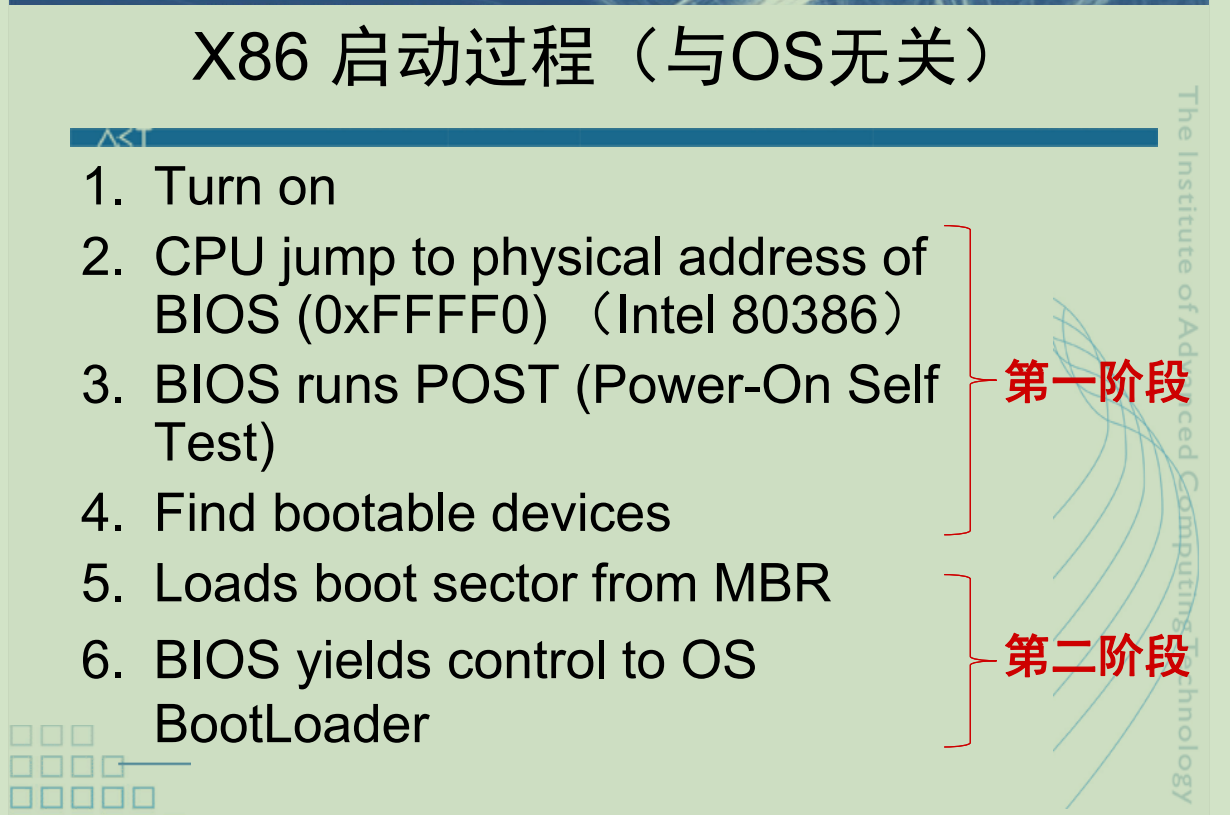 X86 启动过程（与OS无关）
ACT
1. Turn on
2. CPU jump to physical address of
BIOS (0xFFFF0) （Intel 80386）
3. BIOS runs POST (Power-On Self
Test)
4. Find bootable devices
第一阶段
5. Loads boot sector from MBR
6. BIOS yields control to OS
BootLoader
第二阶段
The Institute of Advanced Computing Technology